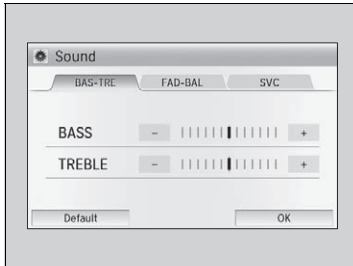 Sound
BAS-TRE FAD-BAL SVC
BASS - +
TREBLE - +
Default OK